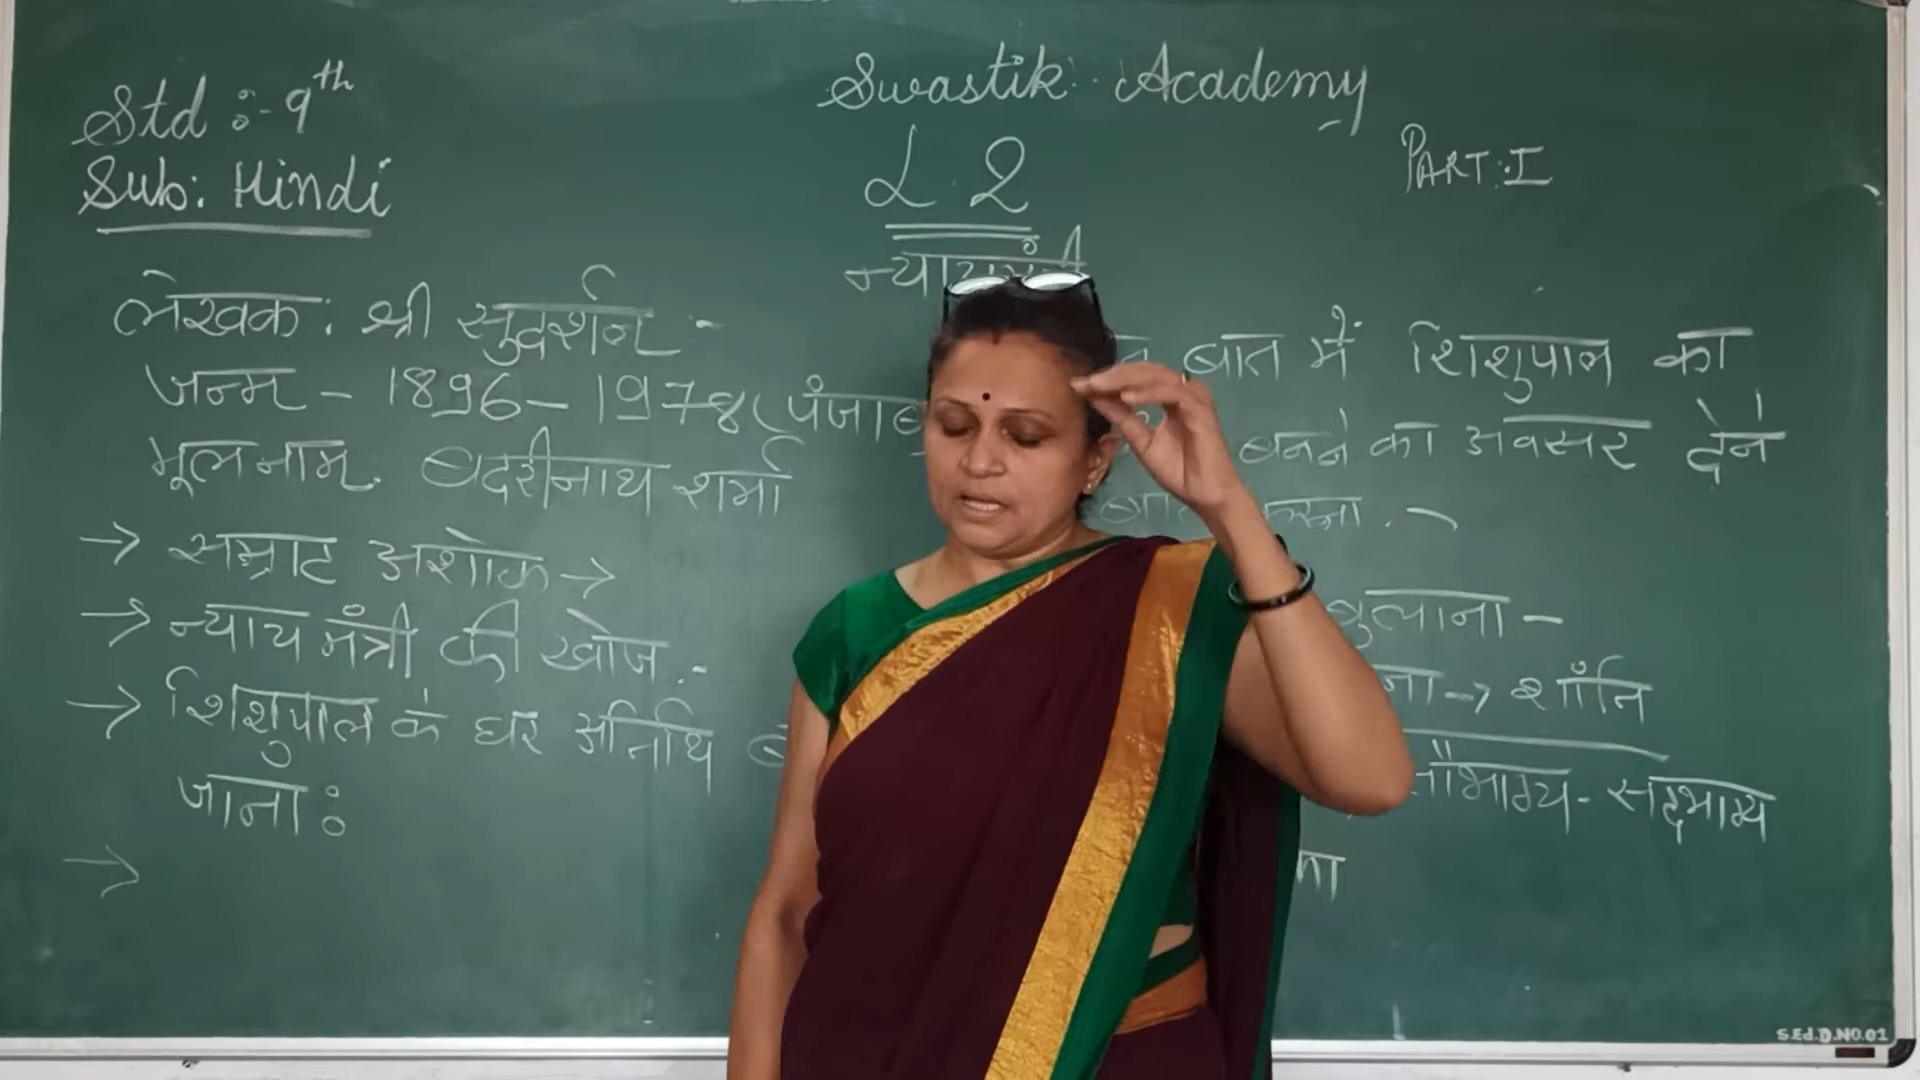 Std :- 9th
Sub: Hindi
Swastik Academy
L 2
PART: I
लेखक: श्री सुदर्शन :-
जन्म - 1896 - 1978 (पंजाब
मूलनाम. बदरीनाथ शर्मा
→ सम्राट अशोक →
→ न्याय मंत्री की खोज :-
→ शिशुपाल के घर अतिथि
जाना :
→
बात में शिशुपाल का
बनने का अवसर देने
बुलाना -
→ शाँति
सद्भाग्य
का
S.Ed.D.NO.01